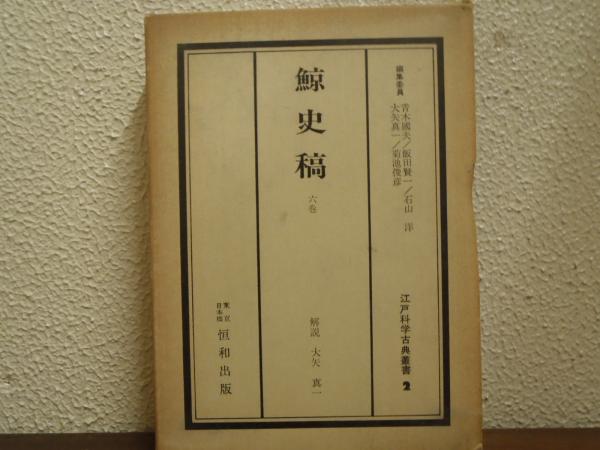 編集委員
青木國夫／飯田賢一／石山 洋
大矢真一／菊池俊彦
江戸科学古典叢書 2
鯨史稿
六巻
解説 大矢 真一
東京
日本橋
恒和出版